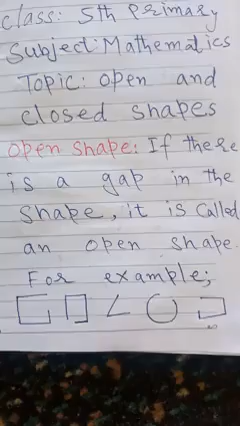 class: 5th Primary
Subject: Mathematics
Topic: open and
closed shapes
open shape: If there
is a gap in the
shape, it is called
an open shape.
For example;